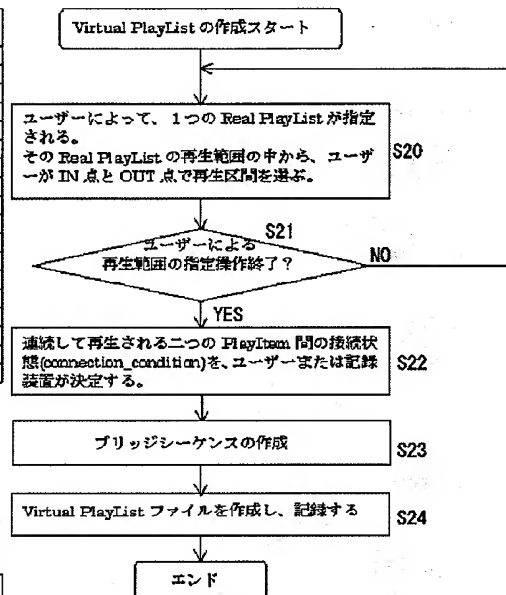 Virtual PlayList の作成スタート
ユーザーによって、１つの Real PlayList が指定
される。
その Real PlayList の再生範囲の中から、ユーザ
ーが IN 点と OUT 点で再生区間を選ぶ。
S20
S21
ユーザーによる
再生範囲の指定操作終了？
NO
YES
連続して再生される二つの PlayItem 間の接続状
態(connection_condition)を、ユーザーまたは記録
装置が決定する。
S22
ブリッジシーケンスの作成
S23
Virtual PlayList ファイルを作成し、記録する
S24
エンド